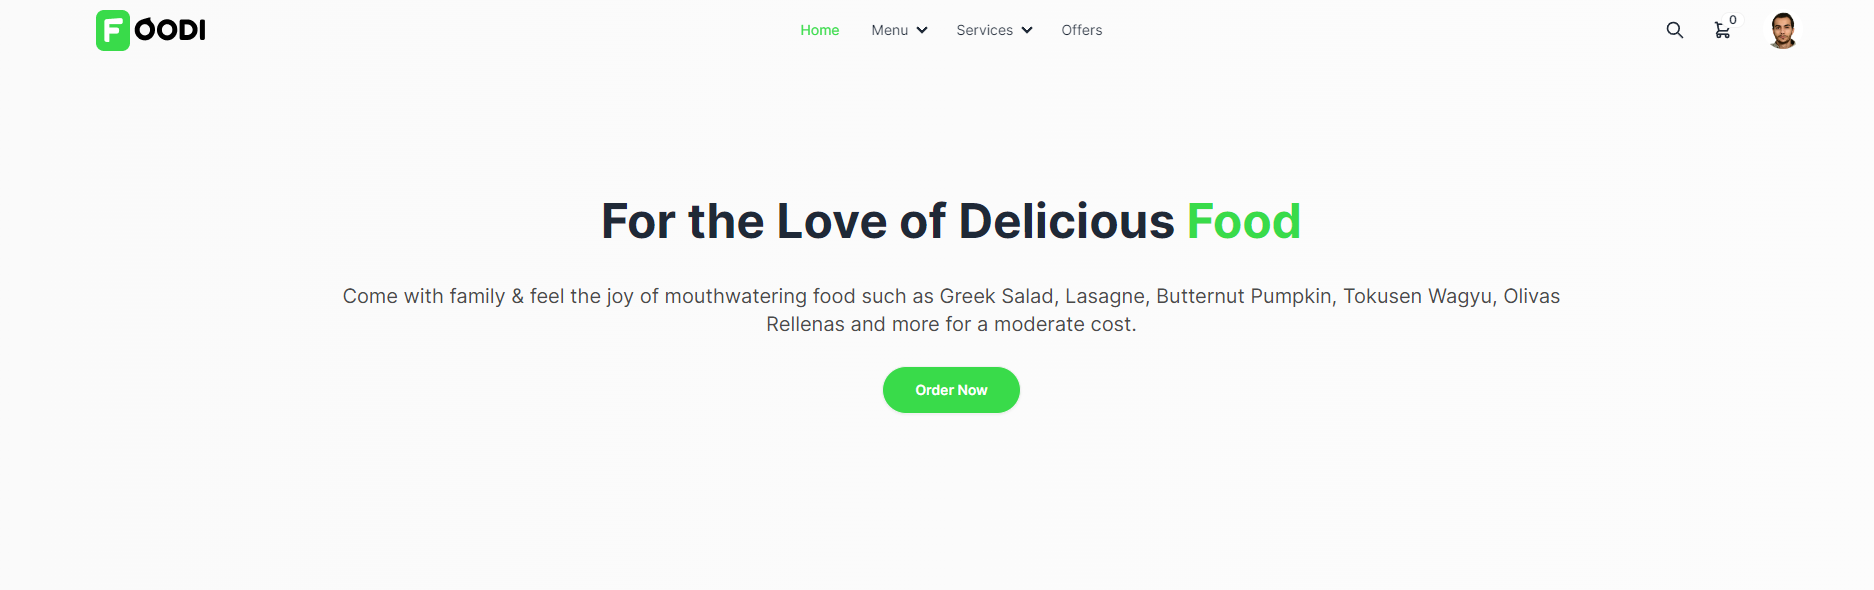 FOODI
Home Menu Services Offers
0
For the Love of Delicious Food
Come with family & feel the joy of mouthwatering food such as Greek Salad, Lasagne, Butternut Pumpkin, Tokusen Wagyu, Olivas
Rellenas and more for a moderate cost.
Order Now